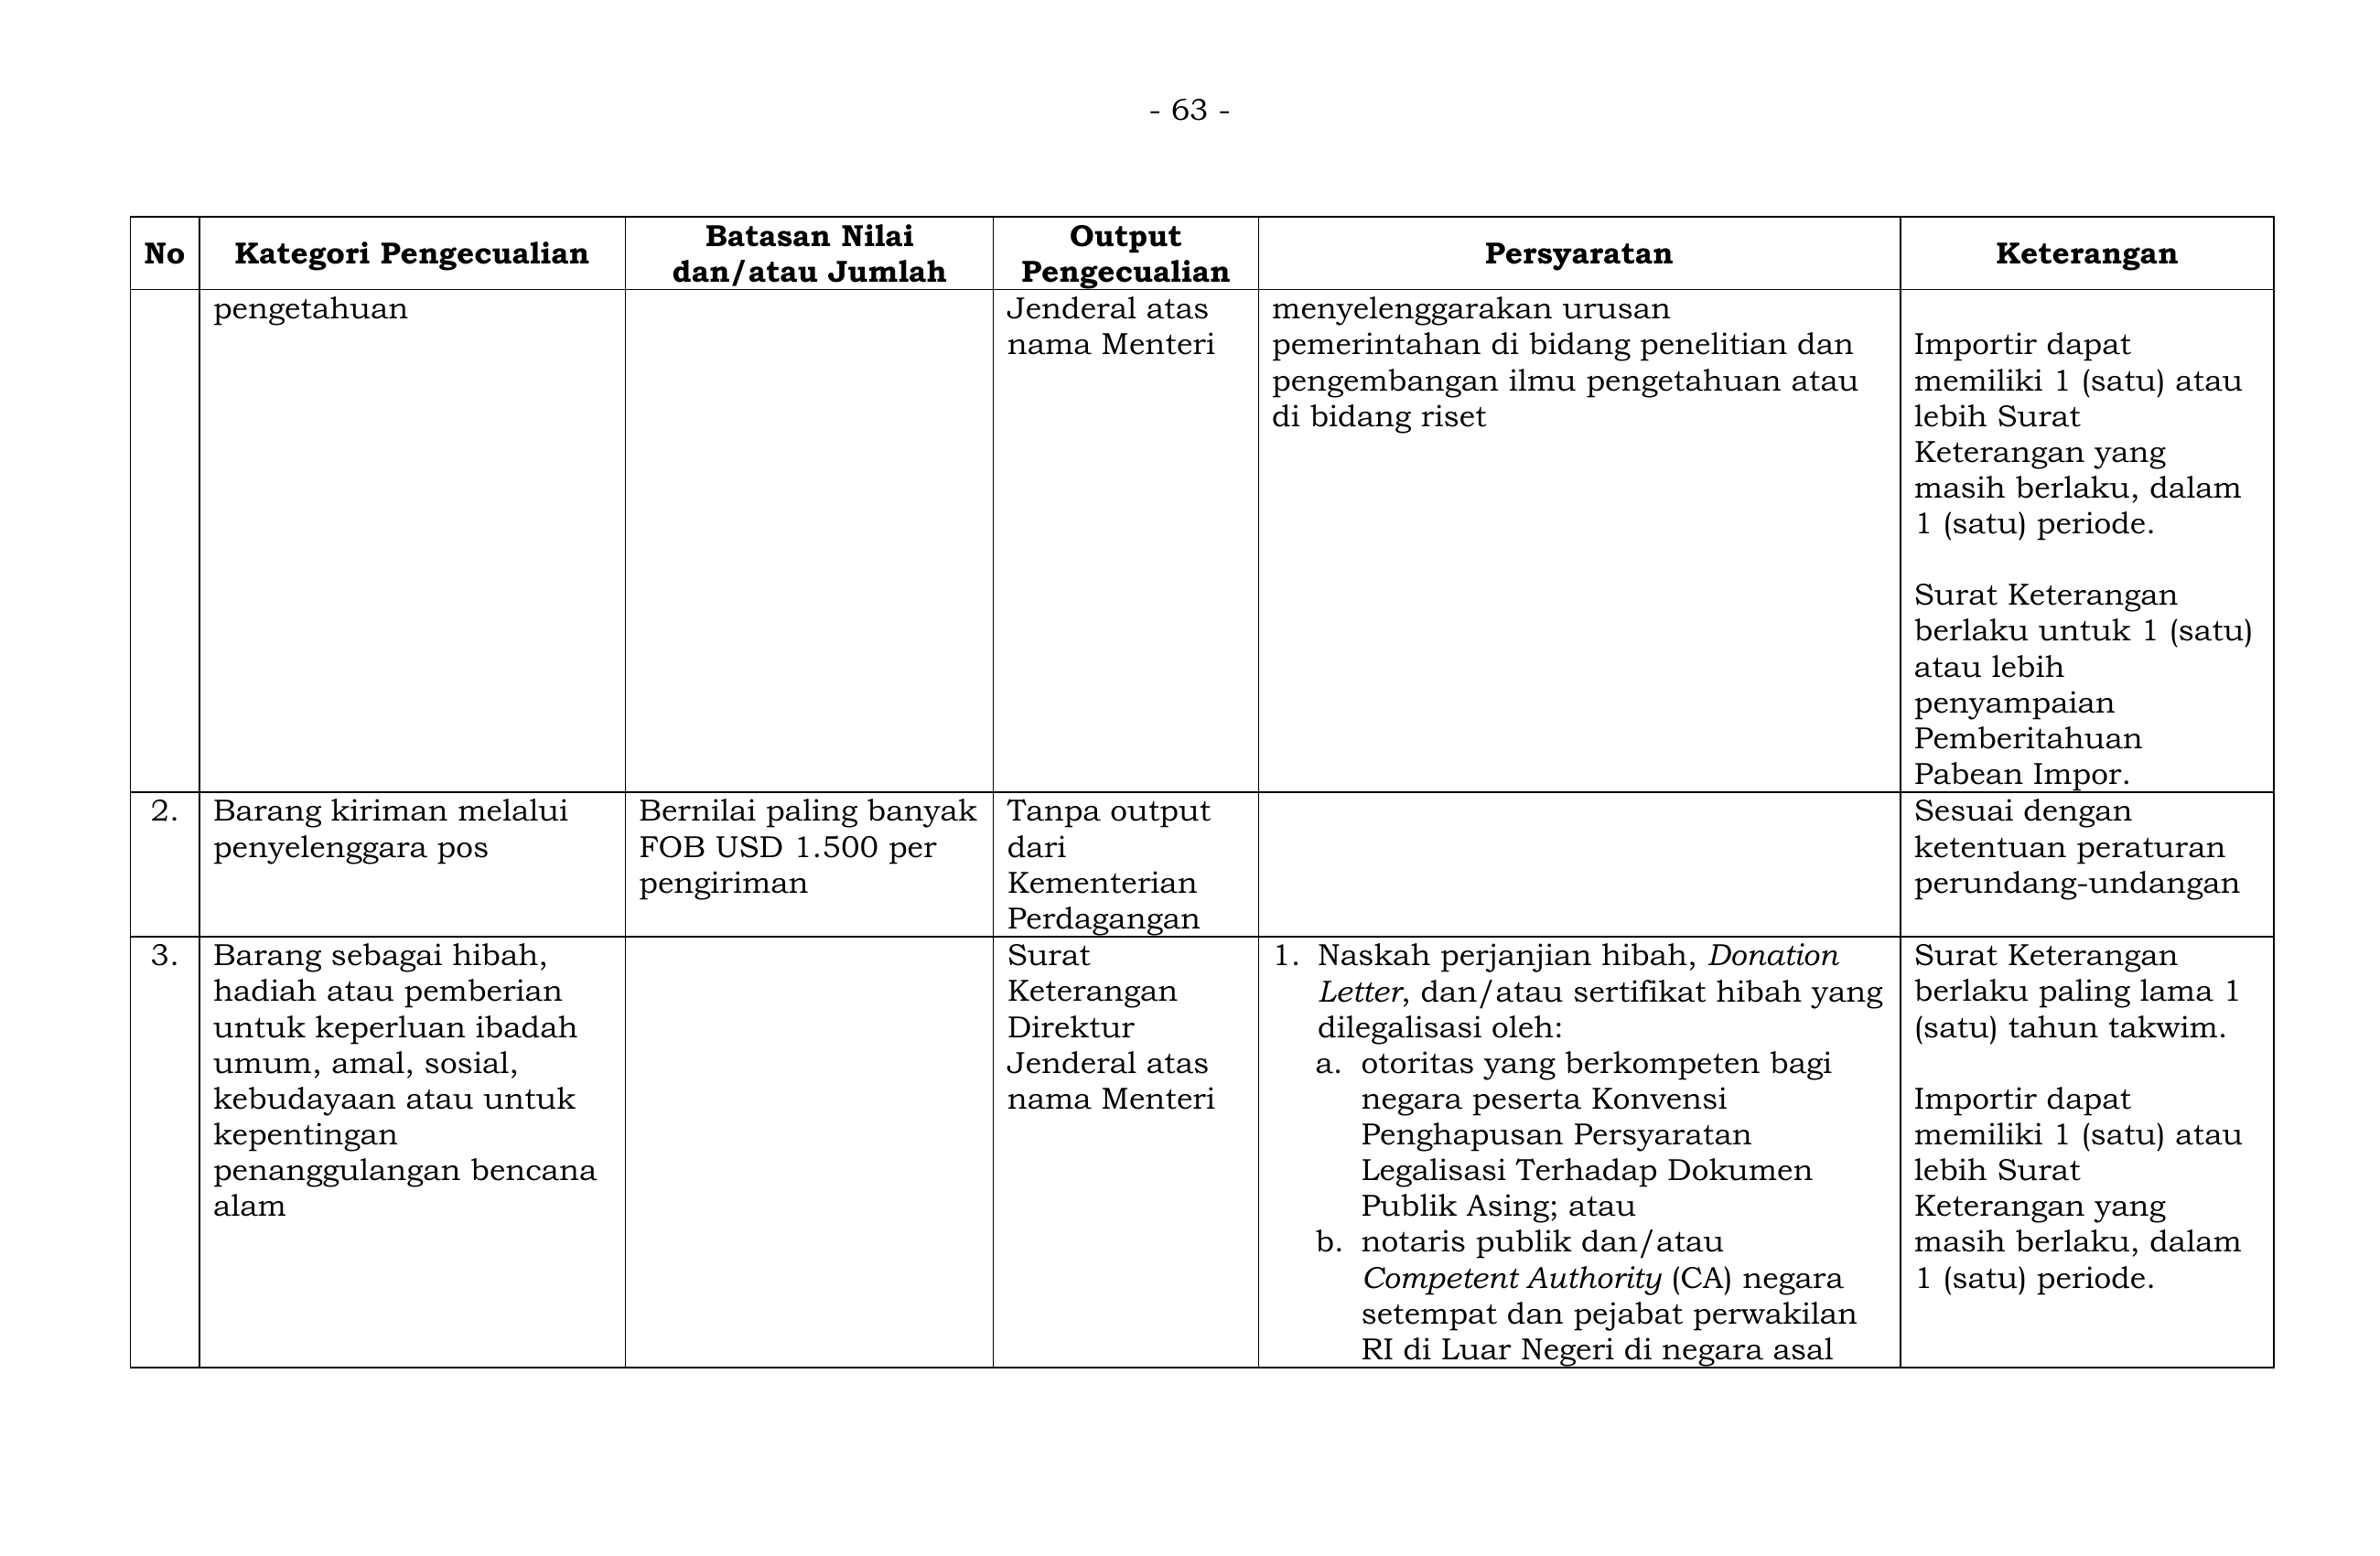 - 63 -
No
Kategori Pengecualian
Batasan Nilai
dan/atau Jumlah
Output
Pengecualian
Persyaratan
Keterangan
pengetahuan
Jenderal atas
nama Menteri
menyelenggarakan urusan
pemerintahan di bidang penelitian dan
pengembangan ilmu pengetahuan atau
di bidang riset
Importir dapat
memiliki 1 (satu) atau
lebih Surat
Keterangan yang
masih berlaku, dalam
1 (satu) periode.
Surat Keterangan
berlaku untuk 1 (satu)
atau lebih
penyampaian
Pemberitahuan
Pabean Impor.
2.
Barang kiriman melalui
penyelenggara pos
Bernilai paling banyak
FOB USD 1.500 per
pengiriman
Tanpa output
dari
Kementerian
Perdagangan
Sesuai dengan
ketentuan peraturan
perundang-undangan
3.
Barang sebagai hibah,
hadiah atau pemberian
untuk keperluan ibadah
umum, amal, sosial,
kebudayaan atau untuk
kepentingan
penanggulangan bencana
alam
Surat
Keterangan
Direktur
Jenderal atas
nama Menteri
1. Naskah perjanjian hibah, Donation
Letter, dan/atau sertifikat hibah yang
dilegalisasi oleh:
a. otoritas yang berkompeten bagi
negara peserta Konvensi
Penghapusan Persyaratan
Legalisasi Terhadap Dokumen
Publik Asing; atau
b. notaris publik dan/atau
Competent Authority (CA) negara
setempat dan pejabat perwakilan
RI di Luar Negeri di negara asal
Surat Keterangan
berlaku paling lama 1
(satu) tahun takwim.
Importir dapat
memiliki 1 (satu) atau
lebih Surat
Keterangan yang
masih berlaku, dalam
1 (satu) periode.